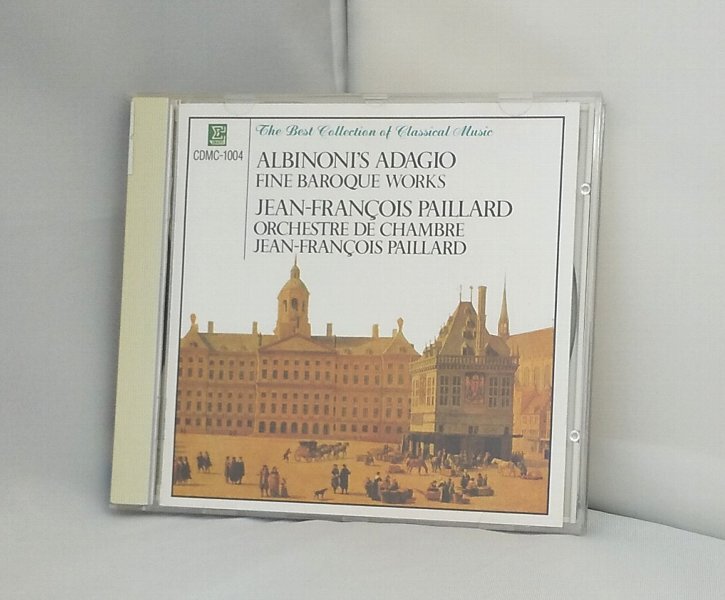 The Best Collection of Classical Music
CDMC-1004
ALBINONI'S ADAGIO
FINE BAROQUE WORKS
JEAN-FRANÇOIS PAILLARD
ORCHESTRE DE CHAMBRE
JEAN-FRANÇOIS PAILLARD